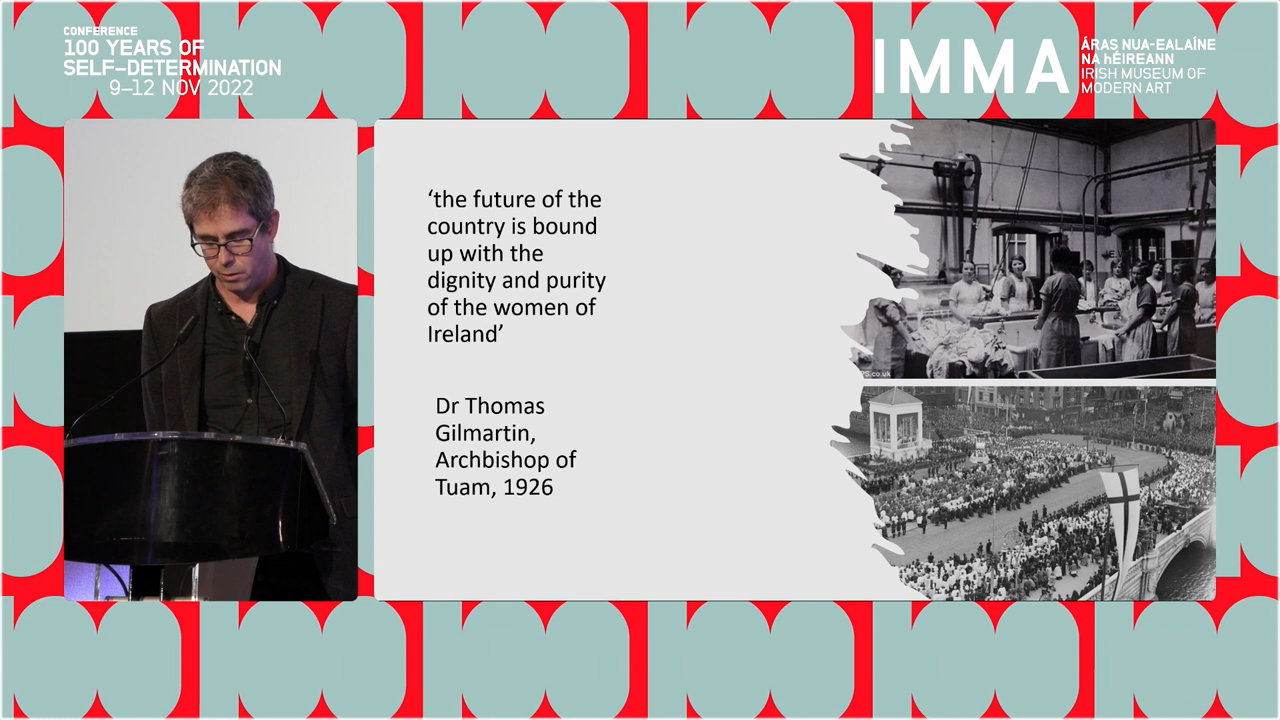 CONFERENCE
100 YEARS OF
SELF–DETERMINATION
9–12 NOV 2022
IMMA
ÁRAS NUA-EALAÍNE
NA hÉIREANN
IRISH MUSEUM OF
MODERN ART
‘the future of the
country is bound
up with the
dignity and purity
of the women of
Ireland’
Dr Thomas
Gilmartin,
Archbishop of
Tuam, 1926